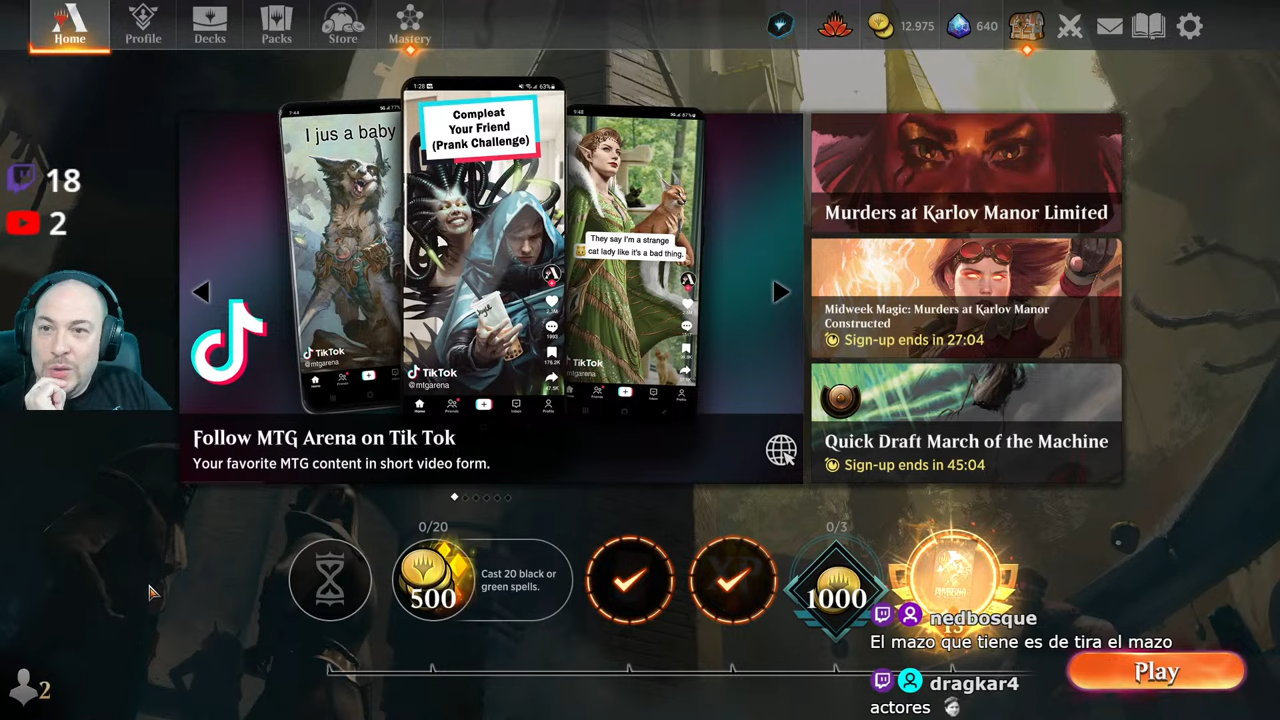 Home
Profile
Decks
Packs
Store
Mastery
12.975
640
18
2
I jus a baby
Compleat
Your Friend
(Prank Challenge)
They say I'm a strange
cat lady like it's a bad thing.
TikTok
@mtgarena
TikTok
@mtgarena
TikTok
@mtgarena
Follow MTG Arena on Tik Tok
Your favorite MTG content in short video form.
Murders at Karlov Manor Limited
Midweek Magic: Murders at Karlov Manor
Constructed
Sign-up ends in 27:04
Quick Draft March of the Machine
Sign-up ends in 45:04
0/20
500
Cast 20 black or
green spells.
0/3
1000
nedbosque
El mazo que tiene es de tira el mazo
dragkar4
actores
Play
2